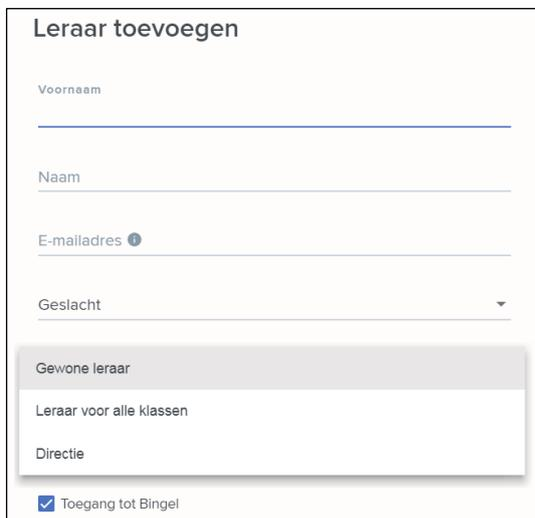 Leraar toevoegen
Voornaam
Naam
E-mailadres
Geslacht
Gewone leraar
Leraar voor alle klassen
Directie
Toegang tot Bingel